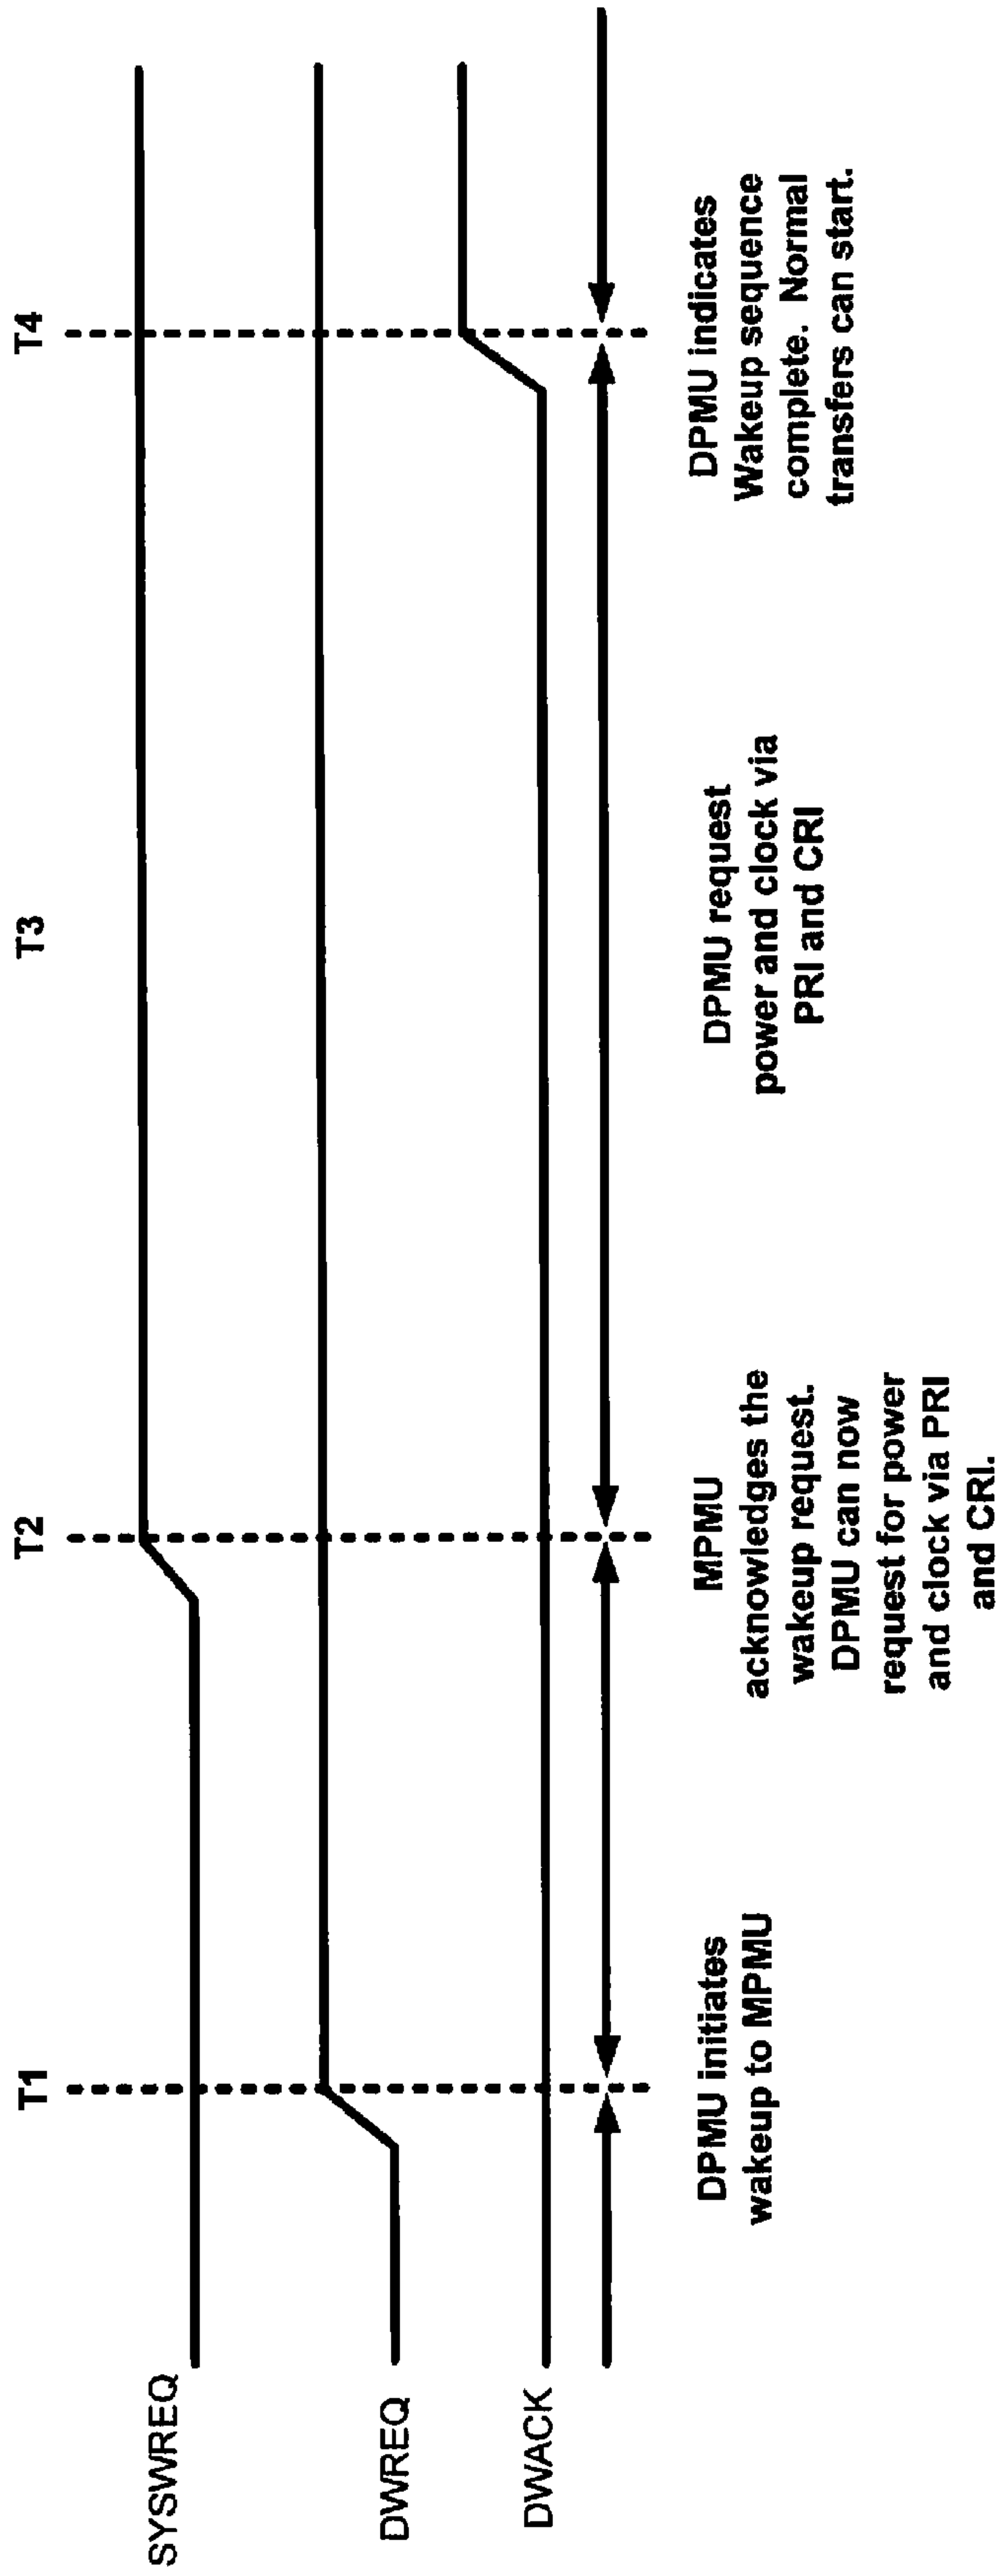 T1
T2
T3
T4
SYSWREQ
DWREQ
DWACK
DPMU initiates
wakeup to MPMU
MPMU
acknowledges the
wakeup request.
DPMU can now
request for power
and clock via PRI
and CRI.
DPMU request
power and clock via
PRI and CRI
DPMU indicates
Wakeup sequence
complete. Normal
transfers can start.